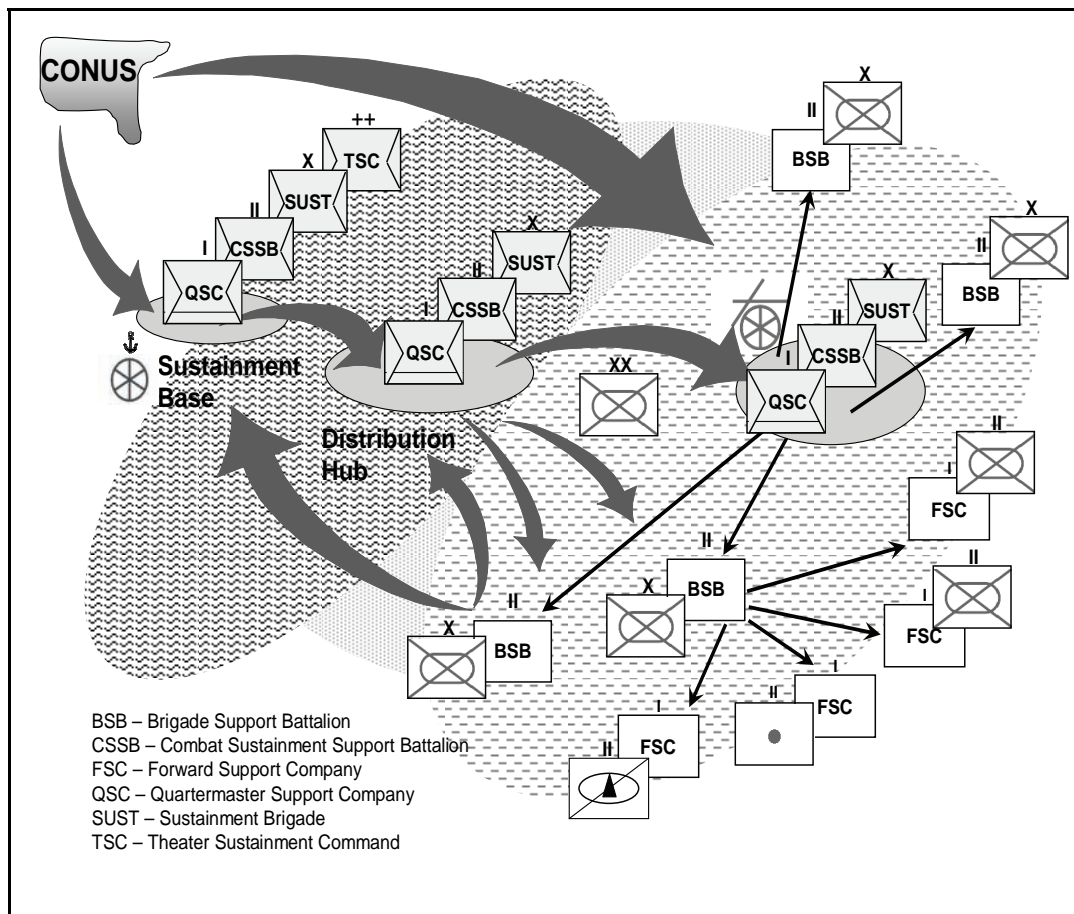 CONUS
++
TSC
X
SUST
II
CSSB
I
QSC
Sustainment
Base
X
SUST
II
CSSB
I
QSC
Distribution
Hub
XX
X
II
BSB
X
II
BSB
X
SUST
II
CSSB
I
QSC
II
I
FSC
II
I
FSC
II
X
BSB
II
X
BSB
I
II
FSC
I
II
FSC
BSB – Brigade Support Battalion
CSSB – Combat Sustainment Support Battalion
FSC – Forward Support Company
QSC – Quartermaster Support Company
SUST – Sustainment Brigade
TSC – Theater Sustainment Command